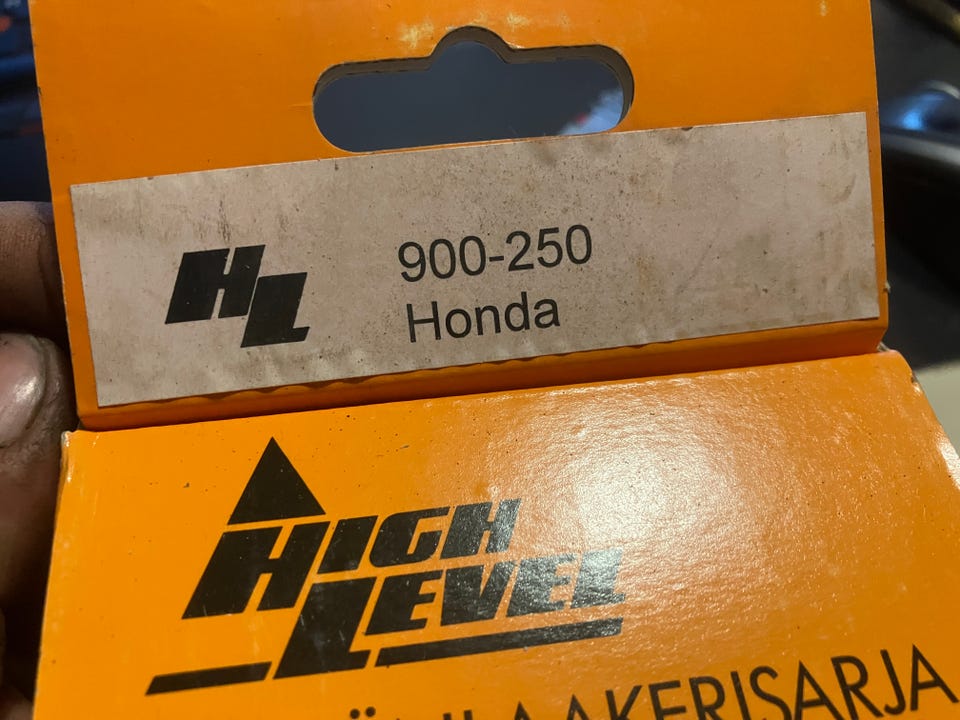 HL
900-250
Honda
HIGH
LEVEL